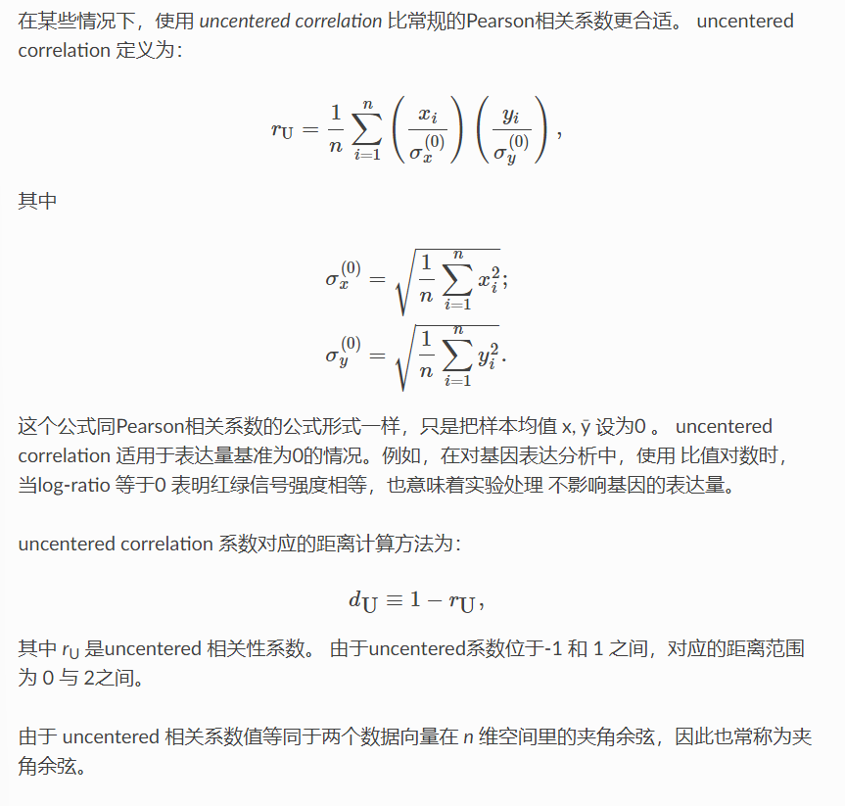 在某些情况下，使用 uncentered correlation 比常规的Pearson相关系数更合适。 uncentered
correlation 定义为：
r_U = \frac{1}{n} \sum_{i=1}^{n} \left( \frac{x_i}{\sigma_x^{(0)}} \right) \left( \frac{y_i}{\sigma_y^{(0)}} \right),
其中
\sigma_x^{(0)} = \sqrt{\frac{1}{n} \sum_{i=1}^{n} x_i^2};
\sigma_y^{(0)} = \sqrt{\frac{1}{n} \sum_{i=1}^{n} y_i^2}.
这个公式同Pearson相关系数的公式形式一样，只是把样本均值 x, ȳ 设为0 。 uncentered
correlation 适用于表达量基准为0的情况。例如，在对基因表达分析中，使用 比值对数时，
当log-ratio 等于0 表明红绿信号强度相等，也意味着实验处理 不影响基因的表达量。
uncentered correlation 系数对应的距离计算方法为：
d_U ≡ 1 − r_U,
其中 r_U 是uncentered 相关性系数。 由于uncentered系数位于-1 和 1 之间，对应的距离范围
为 0 与 2之间。
由于 uncentered 相关系数值等同于两个数据向量在 n 维空间里的夹角余弦，因此也常称为夹
角余弦。